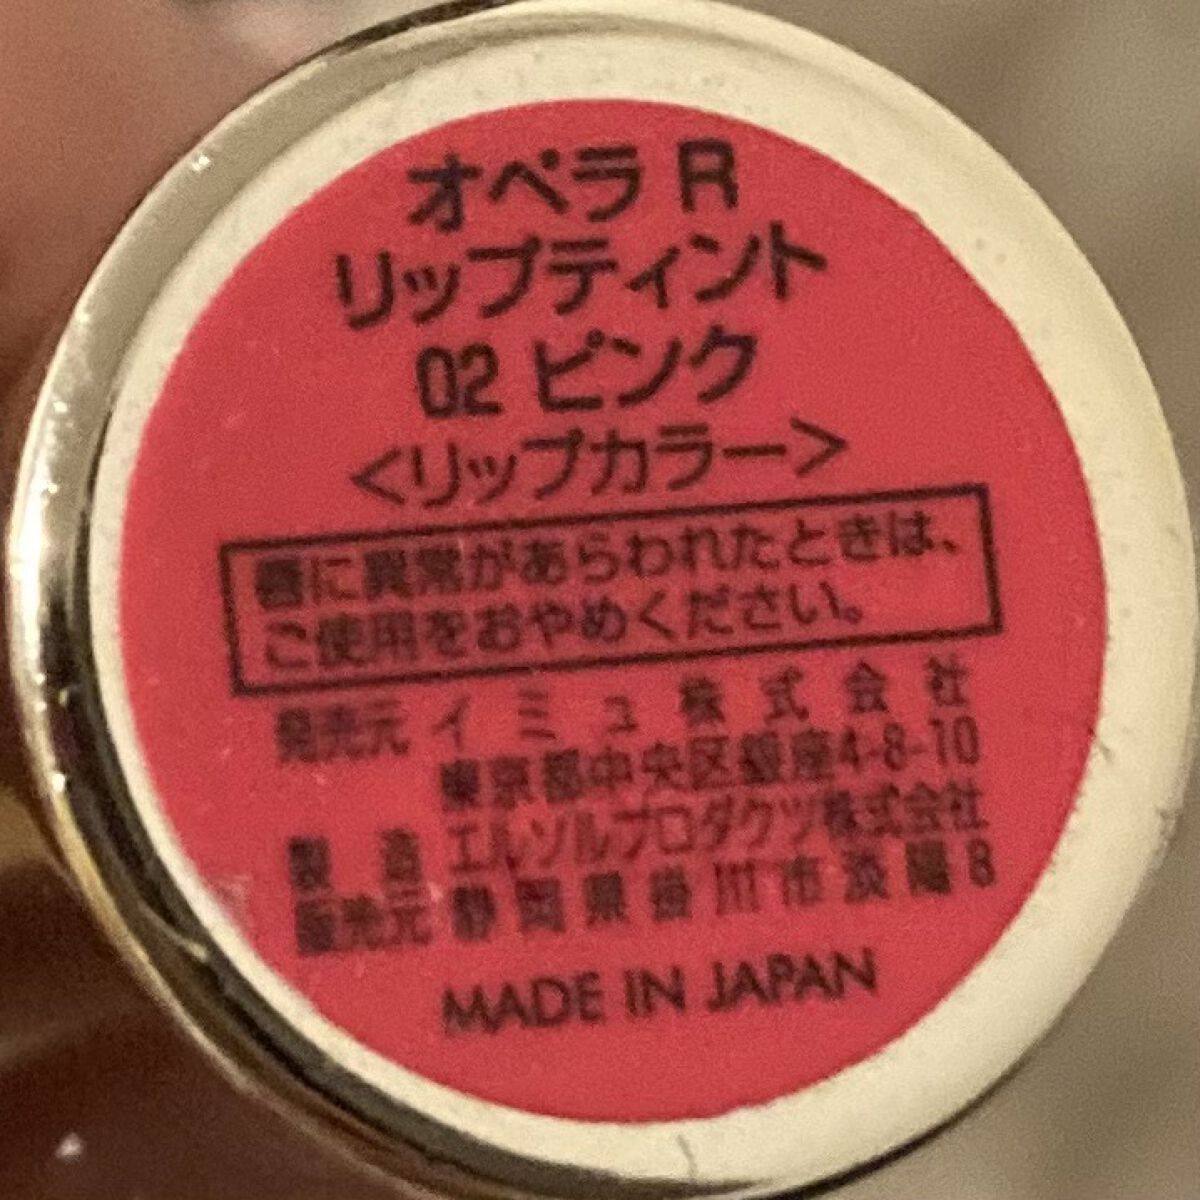 オペラ R
リップティント
02 ピンク
<リップカラー>
唇に異常があらわれたときは、
ご使用をおやめください。
発売元 イミュ株式会社
東京都中央区銀座4-8-10
製造 エルソルプロダクツ株式会社
販売元 静岡県掛川市淡陽8
MADE IN JAPAN